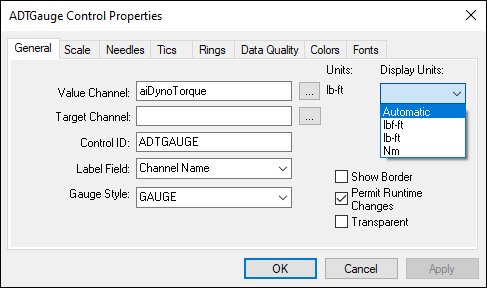 ADTGauge Control Properties
General Scale Needles Tics Rings Data Quality Colors Fonts
Units: Display Units:
Value Channel: aiDynoTorque ... lb-ft
Target Channel: ...
Automatic
lbf-ft
lb-ft
Nm
Control ID: ADTGAUGE
Label Field: Channel Name
Gauge Style: GAUGE
Show Border
Permit Runtime
Changes
Transparent
OK Cancel Apply